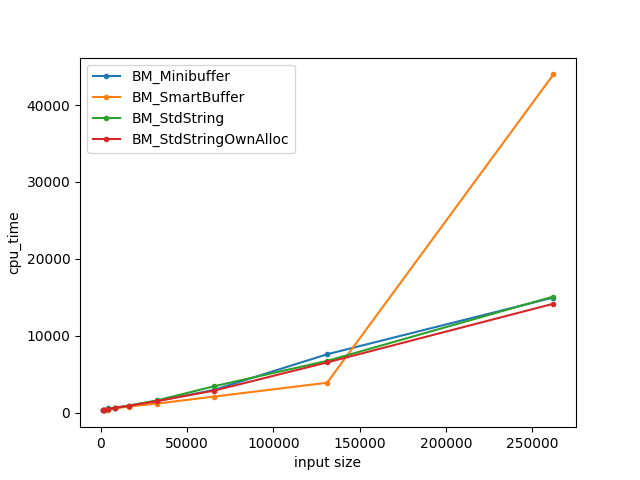 BM_Minibuffer
BM_SmartBuffer
BM_StdString
BM_StdStringOwnAlloc
40000
30000
20000
10000
0
cpu_time
0
50000
100000
150000
200000
250000
input size